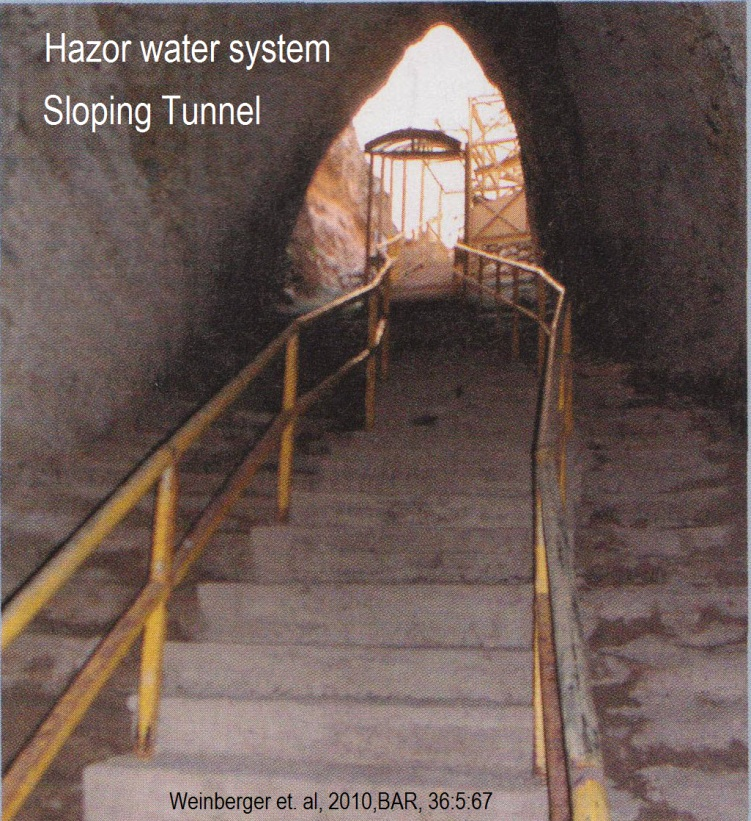 Hazor water system
Sloping Tunnel
Weinberger et. al, 2010,BAR, 36:5:67